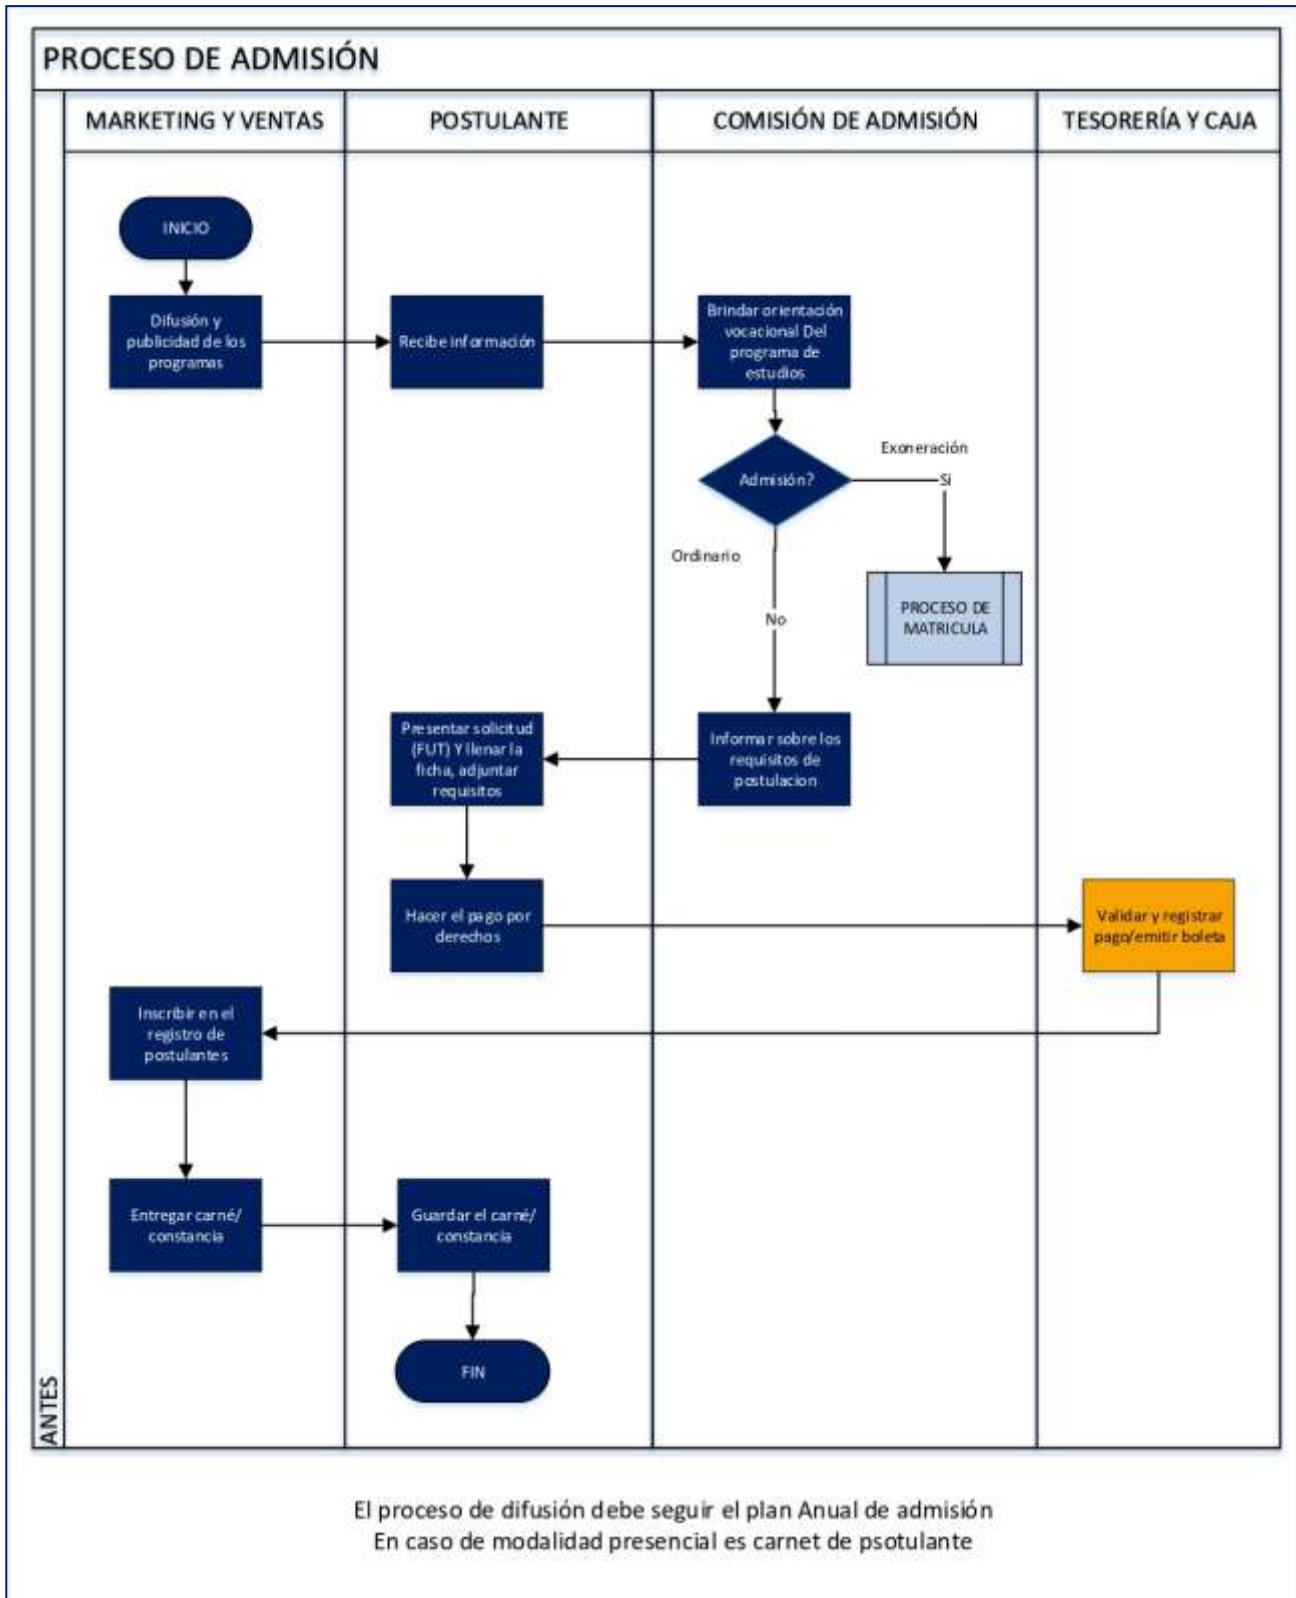 PROCESO DE ADMISIÓN
MARKETING Y VENTAS
POSTULANTE
COMISIÓN DE ADMISIÓN
TESORERÍA Y CAJA
INICIO
Difusión y
publicidad de los
programas
Recibe información
Brindar orientación
vocacional Del
programa de
estudios
Admisión?
Exoneración
Si
Ordinario
No
PROCESO DE
MATRICULA
Informar sobre los
requisitos de
postulacion
Presentar solicitud
(FUT) Y llenar la
ficha, adjuntar
requisitos
Hacer el pago por
derechos
Validar y registrar
pago/emitir boleta
Inscribir en el
registro de
postulantes
Entregar carné/
constancia
Guardar el carné/
constancia
FIN
ANTES
El proceso de difusión debe seguir el plan Anual de admisión
En caso de modalidad presencial es carnet de psotulante